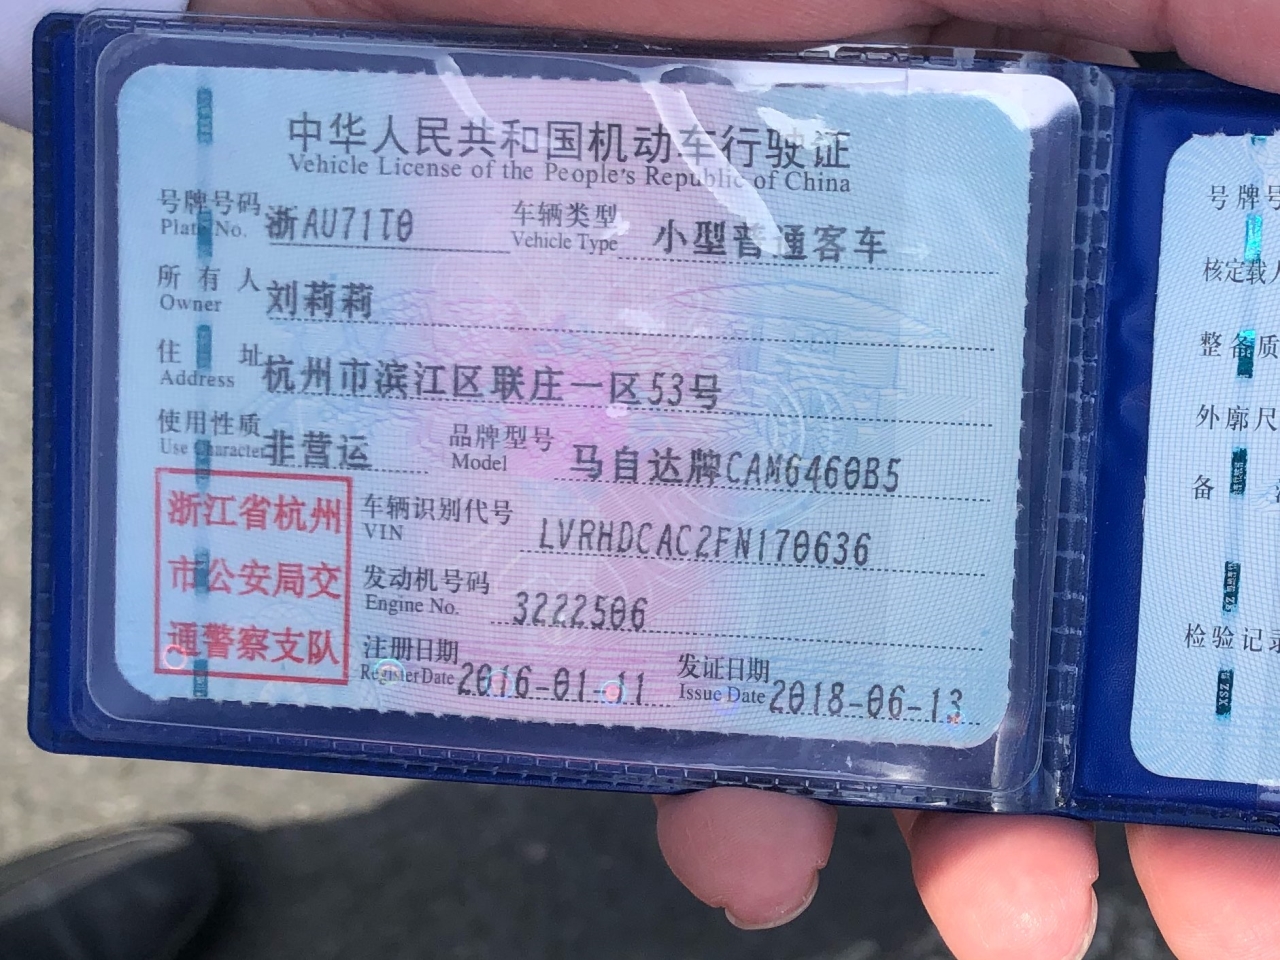 中华人民共和国机动车行驶证
Vehicle License of the People's Republic of China
号牌号码 浙AU71T0 车辆类型 小型普通客车
Plate No. Vehicle Type
所有人 刘莉莉
Owner
住址 杭州市滨江区联庄一区53号
Address
使用性质 非营运 品牌型号 马自达牌CAM6460B5
Use Character Model
浙江省杭州
市公安局交
通警察支队
车辆识别代号 LVRHDCAC2FN170636
VIN
发动机号码 3222506
Engine No.
注册日期 2016-01-11 发证日期 2018-06-13
Register Date Issue Date
号牌号
核定载人
整备质
外廓尺
备
检验记录